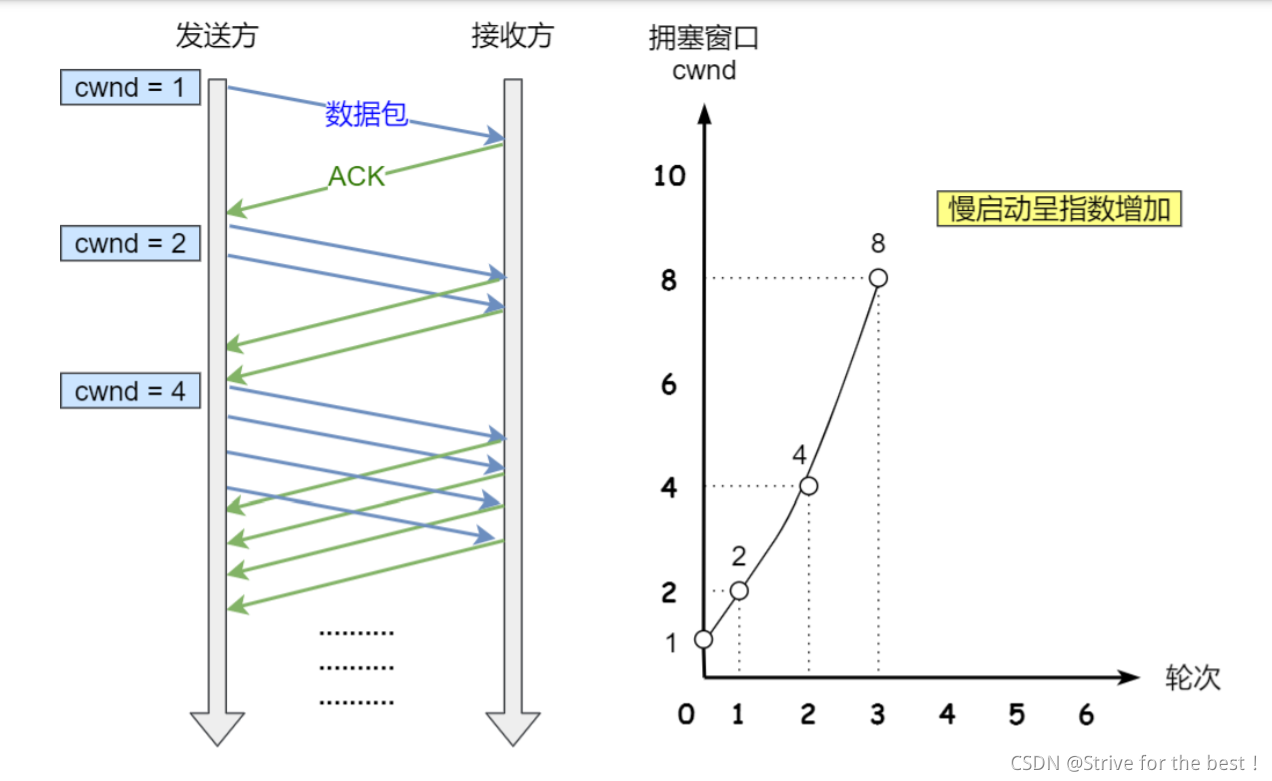 发送方
接收方
cwnd = 1
数据包
ACK
cwnd = 2
cwnd = 4
..........
..........
..........
拥塞窗口
cwnd
10
8
6
4
2
1
慢启动呈指数增加
8
4
2
0 1 2 3 4 5 6
轮次
CSDN @Strive for the best！